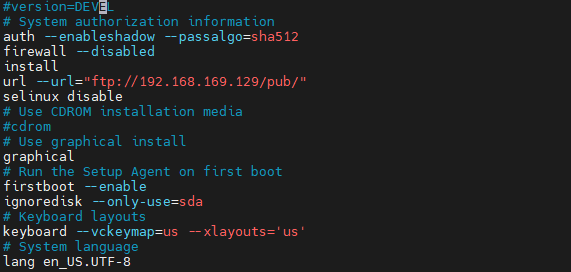 #version=DEVEL
# System authorization information
auth --enableshadow --passalgo=sha512
firewall --disabled
install
url --url="ftp://192.168.169.129/pub/"
selinux disable
# Use CDROM installation media
#cdrom
# Use graphical install
graphical
# Run the Setup Agent on first boot
firstboot --enable
ignoredisk --only-use=sda
# Keyboard layouts
keyboard --vckeymap=us --xlayouts='us'
# System language
lang en_US.UTF-8